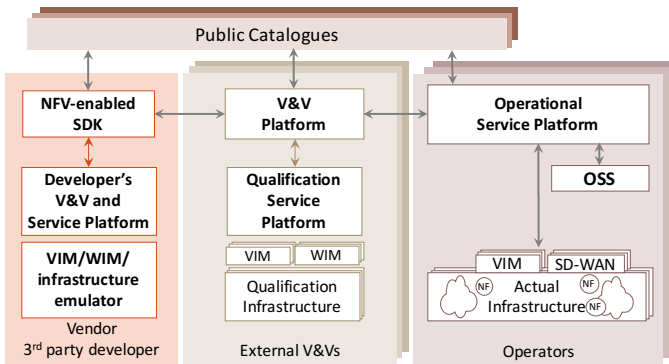 Public Catalogues
NFV-enabled
SDK
Developer's
V&V and
Service Platform
VIM/WIM/
infrastructure
emulator
Vendor
3rd party developer
V&V
Platform
Qualification
Service
Platform
VIM
WIM
Qualification
Infrastructure
External V&Vs
Operational
Service Platform
OSS
VIM
SD-WAN
Actual
Infrastructure
NF
NF
NF
Operators